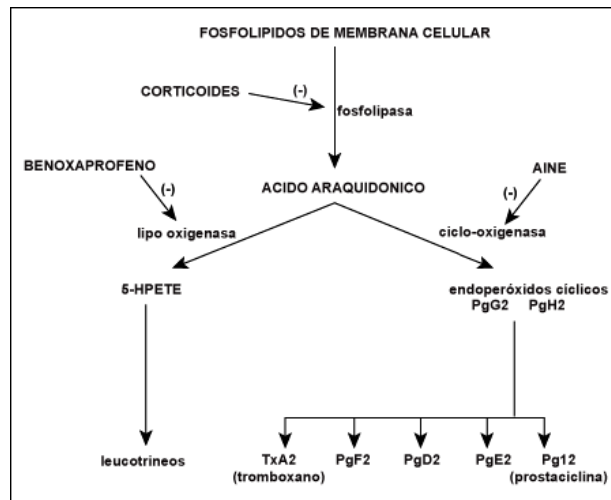 FOSFOLIPIDOS DE MEMBRANA CELULAR
CORTICOIDES
(-)
fosfolipasa
BENOXAPROFENO
(-)
ACIDO ARAQUIDONICO
AINE
(-)
lipo oxigenasa
ciclo-oxigenasa
5-HPETE
endoperóxidos cíclicos
PgG2 PgH2
leucotrineos
TxA2
(tromboxano)
PgF2
PgD2
PgE2
Pg12
(prostaciclina)